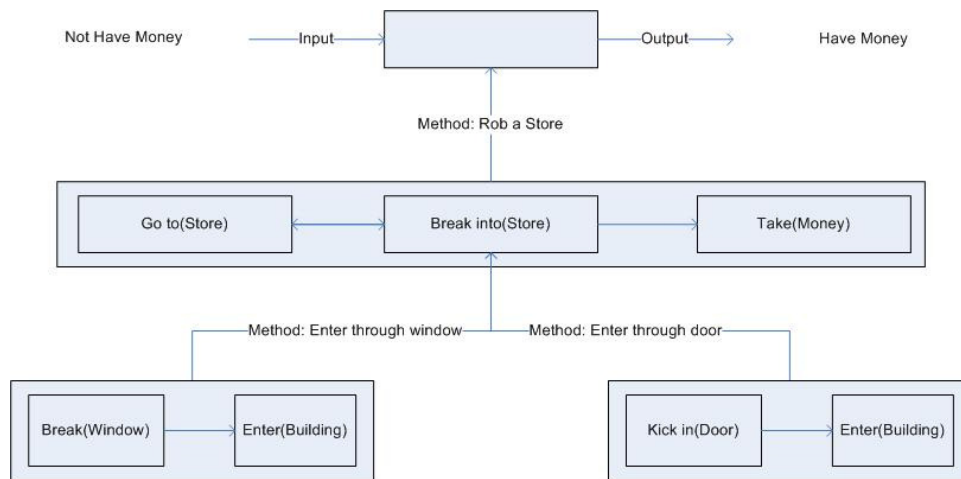 Not Have Money
Input
Output
Have Money
Method: Rob a Store
Go to(Store)
Break into(Store)
Take(Money)
Method: Enter through window
Method: Enter through door
Break(Window)
Enter(Building)
Kick in(Door)
Enter(Building)